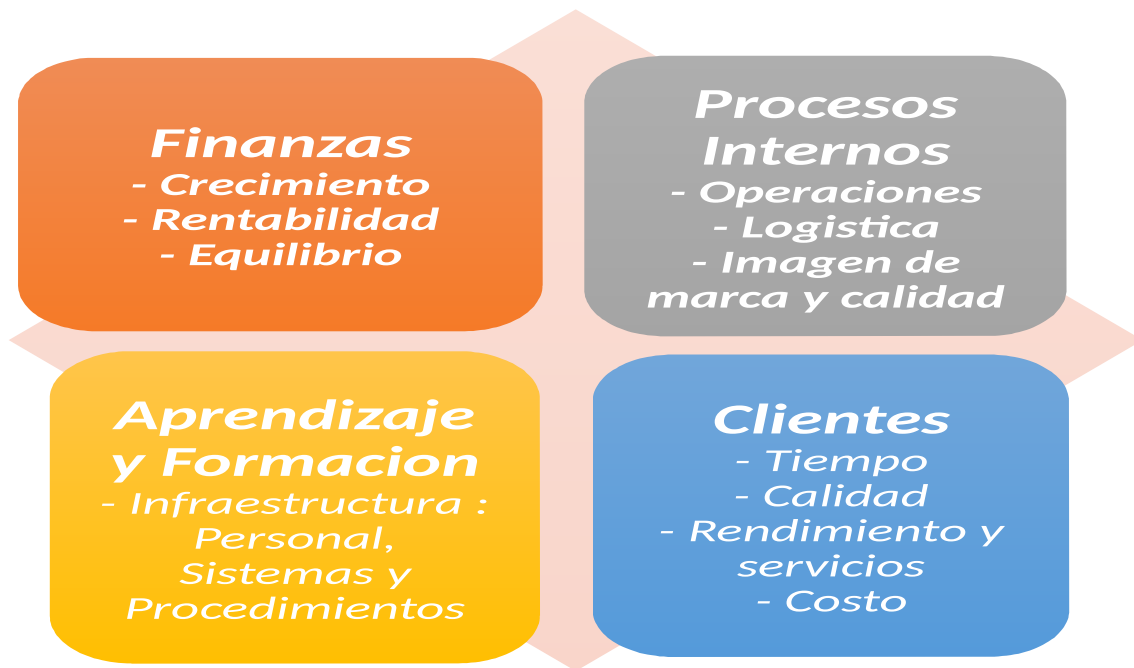 Finanzas
- Crecimiento
- Rentabilidad
- Equilibrio
Procesos
Internos
- Operaciones
- Logistica
- Imagen de
marca y calidad
Aprendizaje
y Formacion
- Infraestructura :
Personal,
Sistemas y
Procedimientos
Clientes
- Tiempo
- Calidad
- Rendimiento y
servicios
- Costo